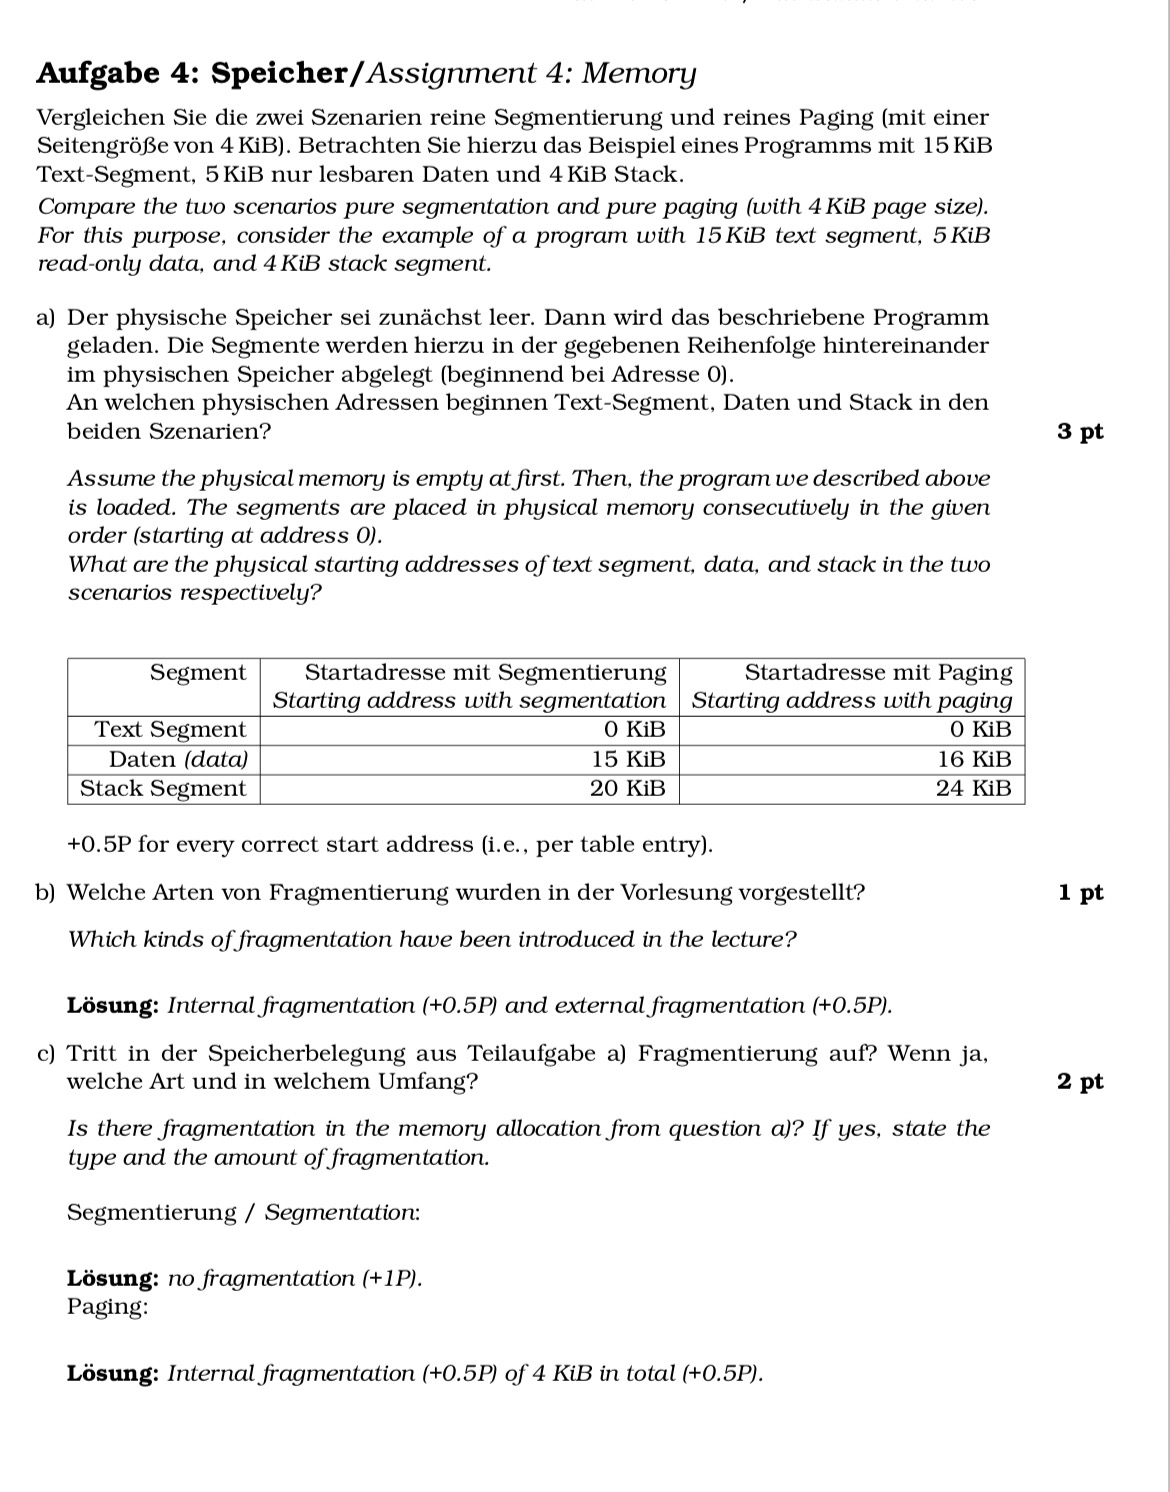 Aufgabe 4: Speicher/Assignment 4: Memory
Vergleichen Sie die zwei Szenarien reine Segmentierung und reines Paging (mit einer
Seitengröße von 4 KiB). Betrachten Sie hierzu das Beispiel eines Programms mit 15 KiB
Text-Segment, 5 KiB nur lesbaren Daten und 4 KiB Stack.
Compare the two scenarios pure segmentation and pure paging (with 4 KiB page size).
For this purpose, consider the example of a program with 15 KiB text segment, 5 KiB
read-only data, and 4 KiB stack segment.
a) Der physische Speicher sei zunächst leer. Dann wird das beschriebene Programm
geladen. Die Segmente werden hierzu in der gegebenen Reihenfolge hintereinander
im physischen Speicher abgelegt (beginnend bei Adresse 0).
An welchen physischen Adressen beginnen Text-Segment, Daten und Stack in den
beiden Szenarien? 3 pt
Assume the physical memory is empty at first. Then, the program we described above
is loaded. The segments are placed in physical memory consecutively in the given
order (starting at address 0).
What are the physical starting addresses of text segment, data, and stack in the two
scenarios respectively?
Segment Startadresse mit Segmentierung Startadresse mit Paging
Starting address with segmentation Starting address with paging
Text Segment 0 KiB 0 KiB
Daten (data) 15 KiB 16 KiB
Stack Segment 20 KiB 24 KiB
+0.5P for every correct start address (i.e., per table entry).
b) Welche Arten von Fragmentierung wurden in der Vorlesung vorgestellt? 1 pt
Which kinds of fragmentation have been introduced in the lecture?
Lösung: Internal fragmentation (+0.5P) and external fragmentation (+0.5P).
c) Tritt in der Speicherbelegung aus Teilaufgabe a) Fragmentierung auf? Wenn ja,
welche Art und in welchem Umfang? 2 pt
Is there fragmentation in the memory allocation from question a)? If yes, state the
type and the amount of fragmentation.
Segmentierung / Segmentation:
Lösung: no fragmentation (+1P).
Paging:
Lösung: Internal fragmentation (+0.5P) of 4 KiB in total (+0.5P).